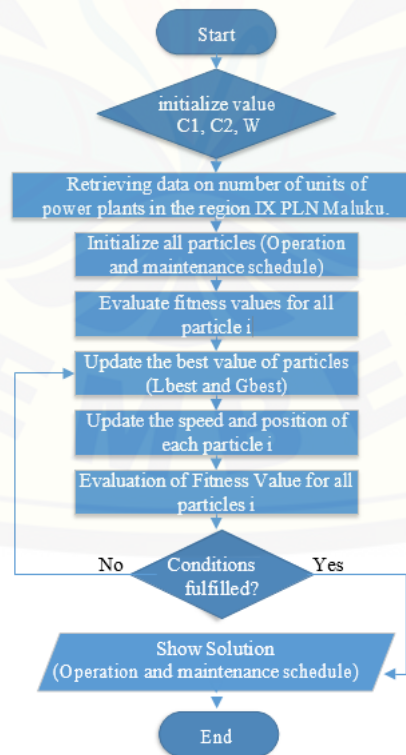 Start
initialize value
C1, C2, W
Retrieving data on number of units of
power plants in the region IX PLN Maluku.
Initialize all particles (Operation
and maintenance schedule)
Evaluate fitness values for all
particle i
Update the best value of particles
(Lbest and Gbest)
Update the speed and position of
each particle i
Evaluation of Fitness Value for all
particles i
No
Conditions
fulfilled?
Yes
Show Solution
(Operation and maintenance schedule)
End